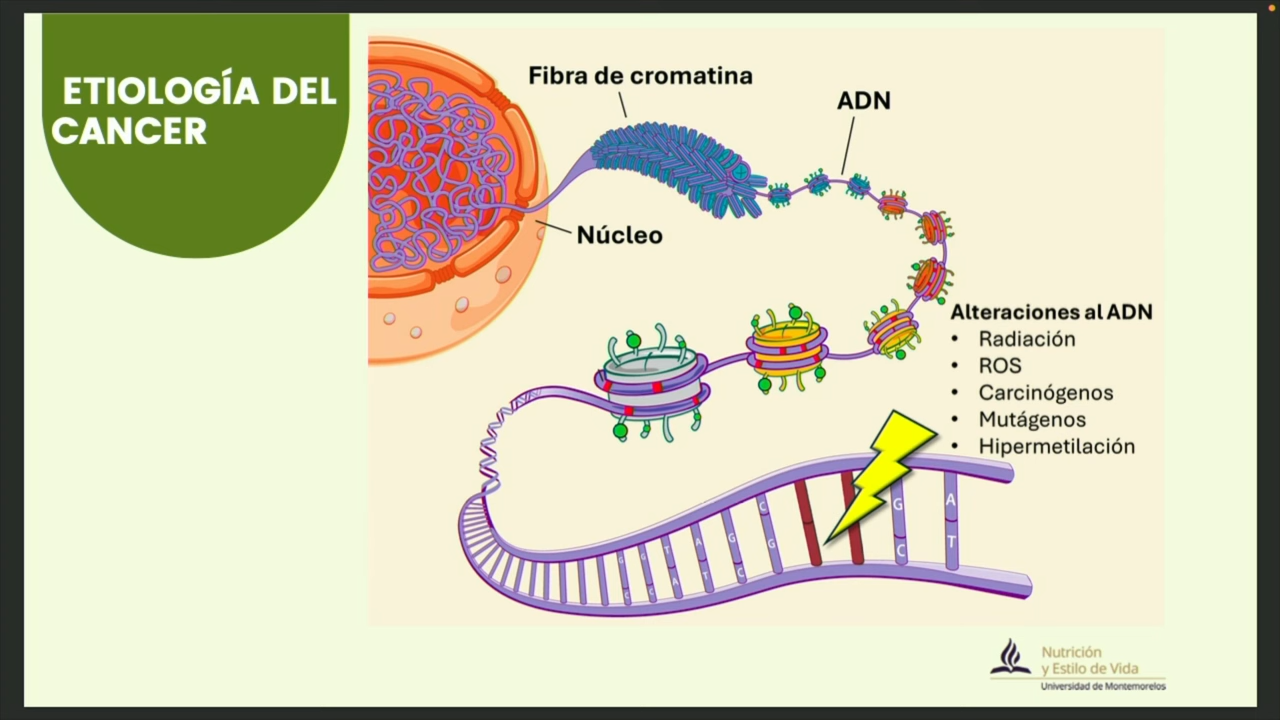 ETIOLOGÍA DEL
CANCER
Fibra de cromatina
ADN
Núcleo
Alteraciones al ADN
• Radiación
• ROS
• Carcinógenos
• Mutágenos
• Hipermetilación
C
G
G
C
A
T
T
A
G
C
G
C
A
T
Nutrición
y Estilo de Vida
Universidad de Montemorelos